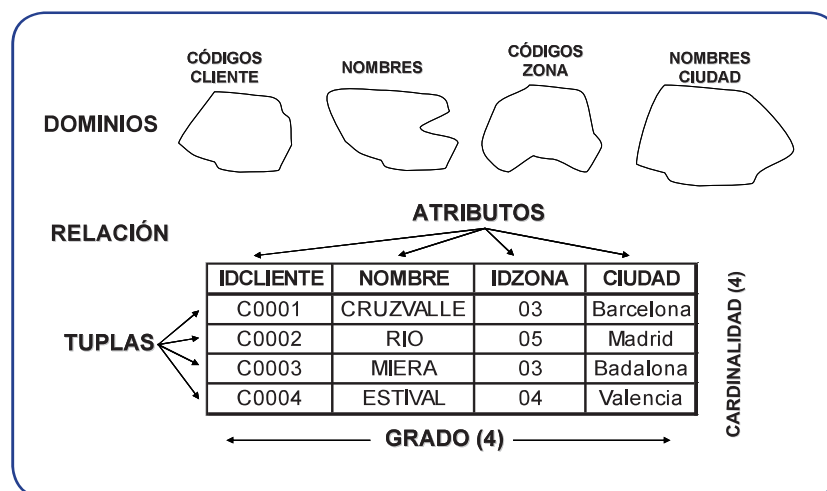 CÓDIGOS
CLIENTE
NOMBRES
CÓDIGOS
ZONA
NOMBRES
CIUDAD
DOMINIOS
ATRIBUTOS
RELACIÓN
IDCLIENTE NOMBRE IDZONA CIUDAD
C0001 CRUZVALLE 03 Barcelona
C0002 RIO 05 Madrid
C0003 MIERA 03 Badalona
C0004 ESTIVAL 04 Valencia
TUPLAS
CARDINALIDAD (4)
GRADO (4)